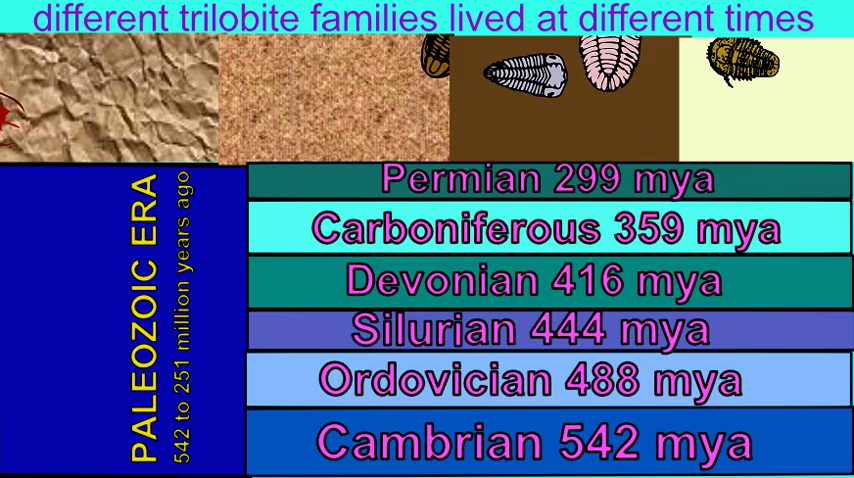 different trilobite families lived at different times
PALEOZOIC ERA
542 to 251 million years ago
Permian 299 mya
Carboniferous 359 mya
Devonian 416 mya
Silurian 444 mya
Ordovician 488 mya
Cambrian 542 mya